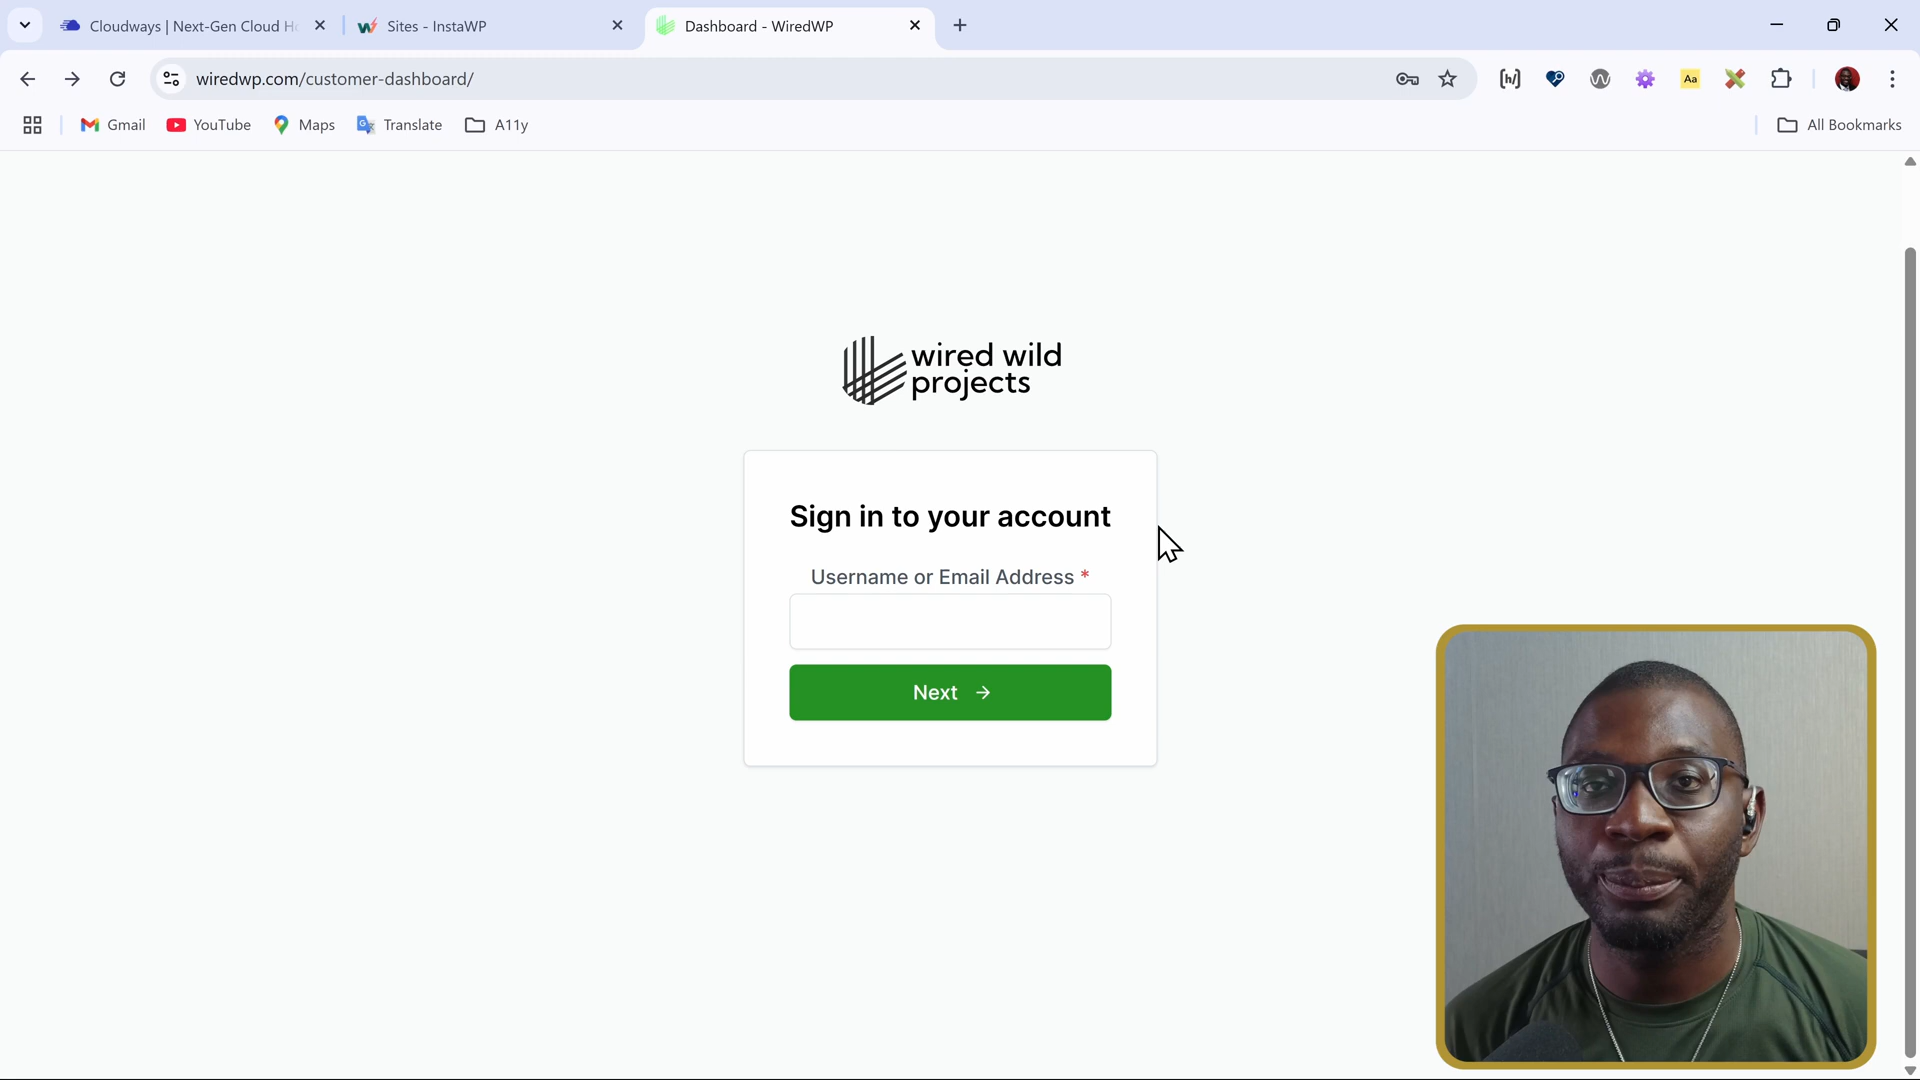 Cloudways | Next-Gen Cloud Ho
Sites - InstaWP
Dashboard - WiredWP
wiredwp.com/customer-dashboard/
Gmail
YouTube
Maps
Translate
A11y
All Bookmarks
wired wild
projects
Sign in to your account
Username or Email Address *
Next →